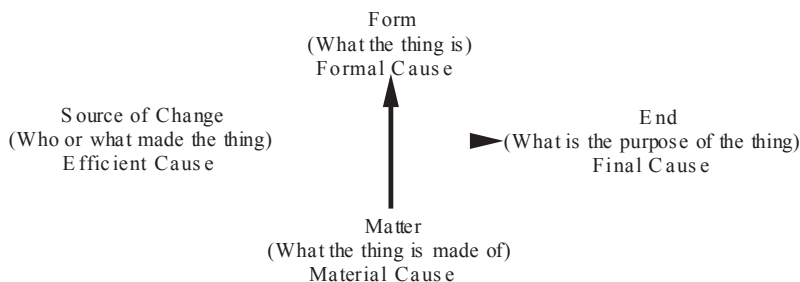 Form
(What the thing is)
Formal Cause
Source of Change
(Who or what made the thing)
Efficient Cause
End
(What is the purpose of the thing)
Final Cause
Matter
(What the thing is made of)
Material Cause